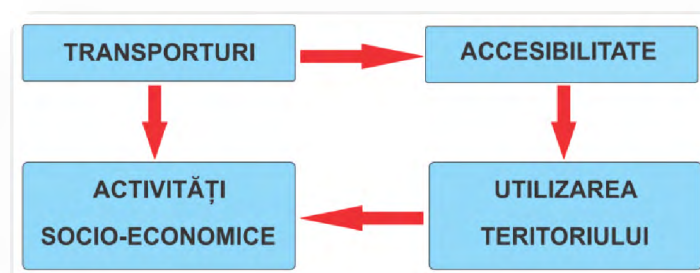 TRANSPORTURI
ACCESIBILITATE
ACTIVITĂȚI
SOCIO-ECONOMICE
UTILIZAREA
TERITORIULUI